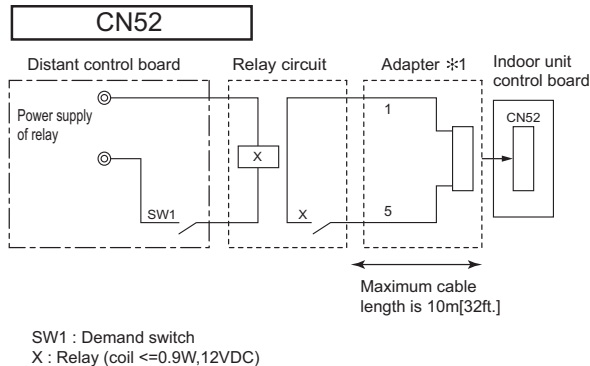 CN52
Distant control board
Relay circuit
Adapter ✻1
Indoor unit
control board
Power supply
of relay
1
CN52
X
SW1
X
5
Maximum cable
length is 10m[32ft.]
SW1 : Demand switch
X : Relay (coil <=0.9W,12VDC)